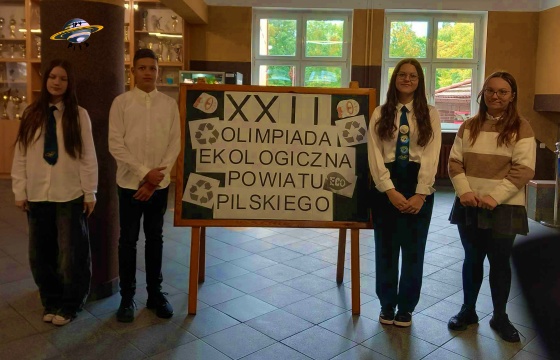 XXII
OLIMPIADA
EKOLOGICZNA
POWIATU
PILSKIEGO
ECO